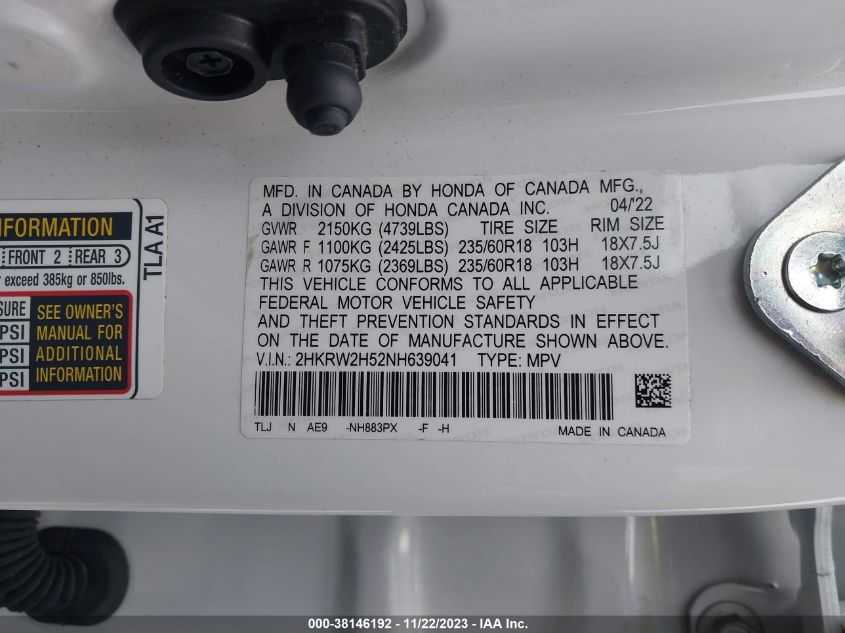 MFD. IN CANADA BY HONDA OF CANADA MFG.,
A DIVISION OF HONDA CANADA INC. 04/'22
GVWR 2150KG (4739LBS) TIRE SIZE RIM SIZE
GAWR F 1100KG (2425LBS) 235/60R18 103H 18X7.5J
GAWR R 1075KG (2369LBS) 235/60R18 103H 18X7.5J
THIS VEHICLE CONFORMS TO ALL APPLICABLE
FEDERAL MOTOR VEHICLE SAFETY
AND THEFT PREVENTION STANDARDS IN EFFECT
ON THE DATE OF MANUFACTURE SHOWN ABOVE.
V.I.N.: 2HKRW2H52NH639041 TYPE: MPV
TLJ N AE9 -NH883PX -F -H MADE IN CANADA
INFORMATION
FRONT 2 REAR 3
exceed 385kg or 850lbs.
TLA A1
PSI
PSI
PSI
SEE OWNER'S
MANUAL FOR
ADDITIONAL
INFORMATION
000-38146192 - 11/22/2023 - IAA Inc.